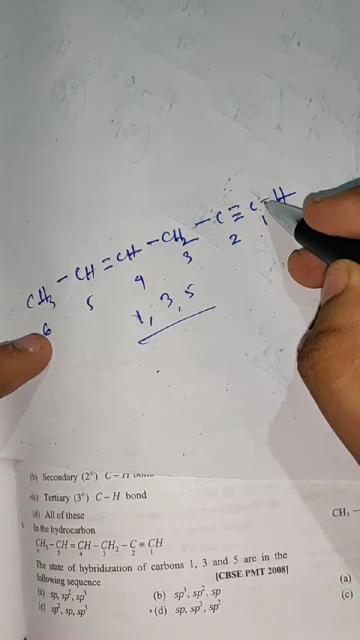 CH₃ – CH = CH – CH₂ – C ≡ C – H
6 5 4 3 2 1
1, 3, 5
(b) Secondary (2°) C – H bond
(c) Tertiary (3°) C – H bond
(d) All of these
In the hydrocarbon
CH₃ – CH = CH – CH₂ – C ≡ CH
6 5 4 3 2 1
The state of hybridization of carbons 1, 3 and 5 are in the
following sequence [CBSE PMT 2008]
(a) sp, sp³, sp² (b) sp³, sp², sp
(c) sp², sp, sp³ (d) sp, sp², sp³
CH₃ –
(a)
(c)